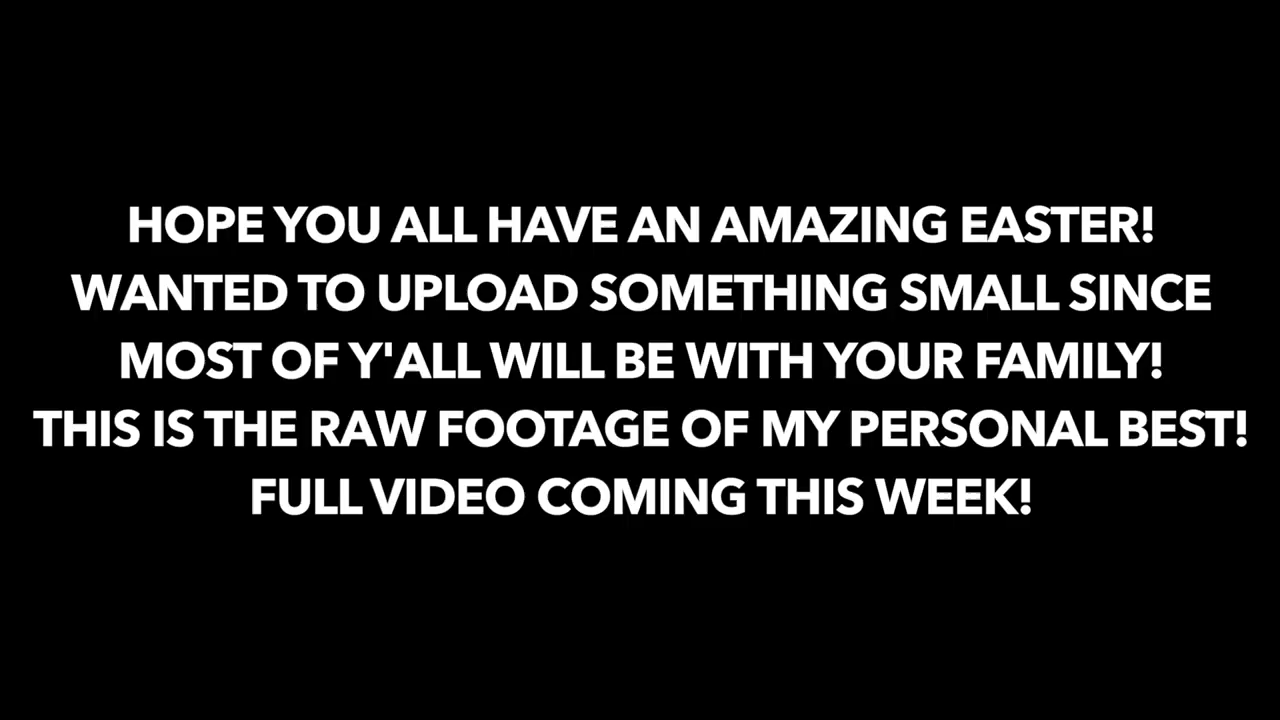 HOPE YOU ALL HAVE AN AMAZING EASTER!
WANTED TO UPLOAD SOMETHING SMALL SINCE
MOST OF Y'ALL WILL BE WITH YOUR FAMILY!
THIS IS THE RAW FOOTAGE OF MY PERSONAL BEST!
FULL VIDEO COMING THIS WEEK!